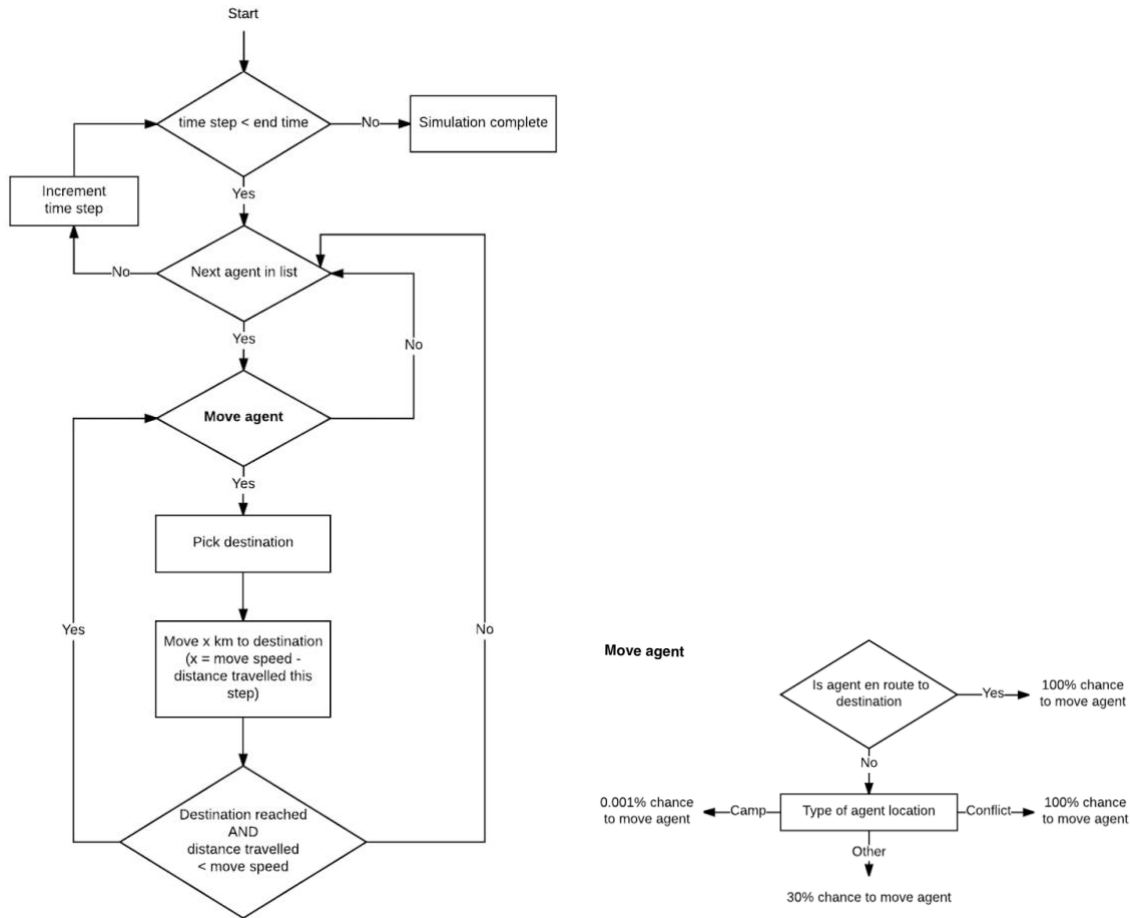 Start
time step < end time
No
Simulation complete
Increment
time step
Yes
Next agent in list
No
Yes
No
Move agent
Yes
Pick destination
Yes
No
Move x km to destination
(x = move speed -
distance travelled this
step)
Destination reached
AND
distance travelled
< move speed
Move agent
Is agent en route to
destination
Yes
100% chance
to move agent
No
0.001% chance
to move agent
Camp
Type of agent location
Conflict
100% chance
to move agent
Other
30% chance to move agent